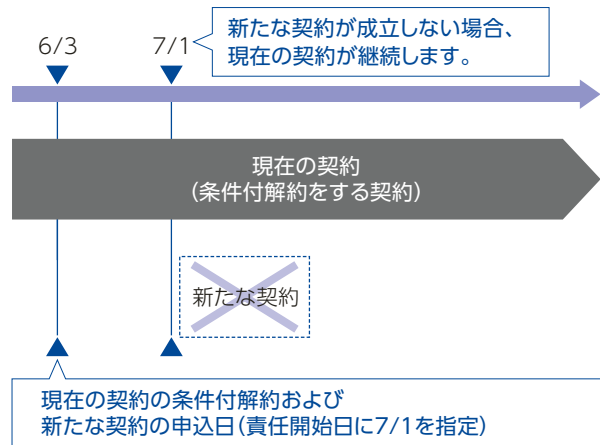 6/3
7/1
新たな契約が成立しない場合、
現在の契約が継続します。
現在の契約
(条件付解約をする契約)
新たな契約
現在の契約の条件付解約および
新たな契約の申込日(責任開始日に7/1を指定)